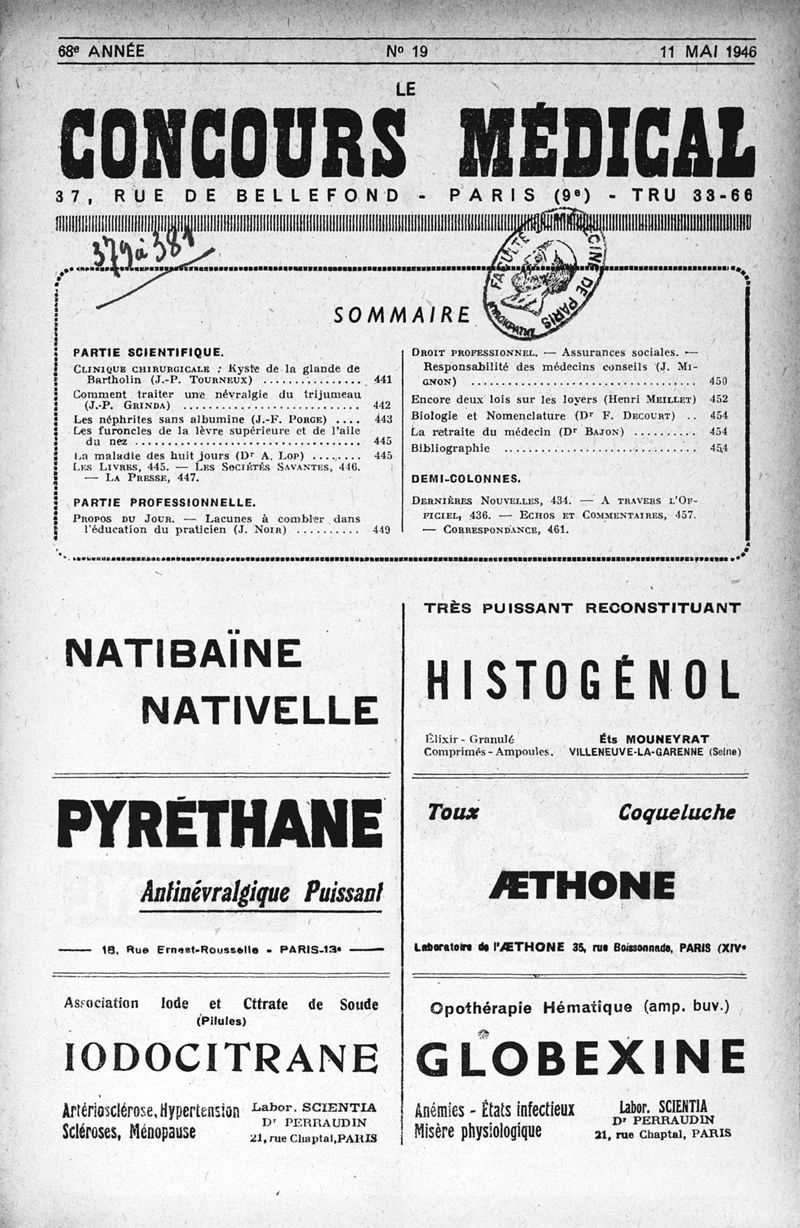 68e ANNÉE No 19 11 MAI 1946
LE
CONCOURS MÉDICAL
37, RUE DE BELLEFOND - PARIS (9e) - TRU 33-66
379 à 381
FACULTÉ DE MÉDECINE DE PARIS
SOMMAIRE
PARTIE SCIENTIFIQUE.
CLINIQUE CHIRURGICALE : Kyste de la glande de
Bartholin (J.-P. TOURNEUX) ............... 441
Comment traiter une névralgie du trijumeau
(J.-P. GRINDA) ............................ 442
Les néphrites sans albumine (J.-F. PORGE) .... 443
Les furoncles de la lèvre supérieure et de l'aile
du nez .................................... 445
La maladie des huit jours (Dr A. LOP) ........ 445
LES LIVRES, 445. — LES SOCIÉTÉS SAVANTES, 446.
— LA PRESSE, 447.
PARTIE PROFESSIONNELLE.
PROPOS DU JOUR. — Lacunes à combler dans
l'éducation du praticien (J. NOIR) .......... 449
DROIT PROFESSIONNEL. — Assurances sociales. —
Responsabilité des médecins conseils (J. MI-
GNON) .................................... 450
Encore deux lois sur les loyers (Henri MEILLET) 452
Biologie et Nomenclature (Dr F. DECOURT) .. 454
La retraite du médecin (Dr BAJON) .......... 454
Bibliographie ............................... 454
DEMI-COLONNES.
DERNIÈRES NOUVELLES, 434. — A TRAVERS L'OF-
FICIEL, 436. — ECHOS ET COMMENTAIRES, 457.
— CORRESPONDANCE, 461.
NATIBAÏNE
NATIVELLE
PYRÉTHANE
Antinévralgique Puissant
18, Rue Ernest-Rousselle - PARIS-13e
Association Iode et Cttrate de Soude
(Pilules)
IODOCITRANE
Artériosclérose, Hypertension
Scléroses, Ménopause
Labor. SCIENTIA
Dr PERRAUDIN
21, rue Chaptal, PARIS
TRÈS PUISSANT RECONSTITUANT
HISTOGÉNOL
Élixir - Granulé
Comprimés - Ampoules.
Éts MOUNEYRAT
VILLENEUVE-LA-GARENNE (Seine)
Toux Coqueluche
ÆTHONE
Laboratoire de l'ÆTHONE 35, rue Boissonnade, PARIS (XIVe
Opothérapie Hématique (amp. buv.)
GLOBEXINE
Anémies - États infectieux
Misère physiologique
Labor. SCIENTIA
Dr PERRAUDIN
21, rue Chaptal, PARIS